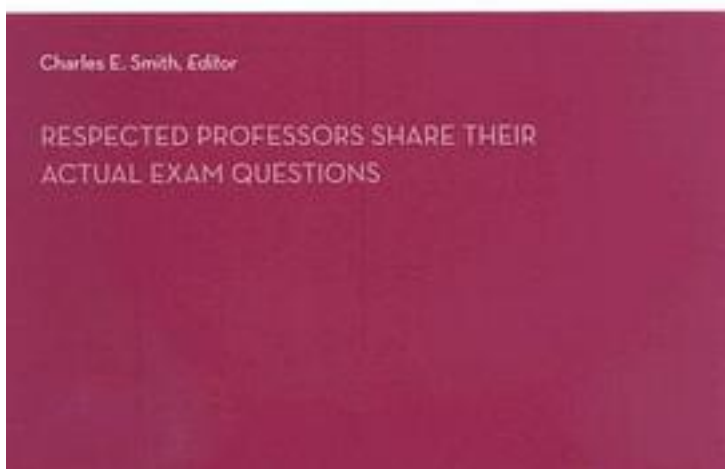 Charles E. Smith, Editor
RESPECTED PROFESSORS SHARE THEIR
ACTUAL EXAM QUESTIONS